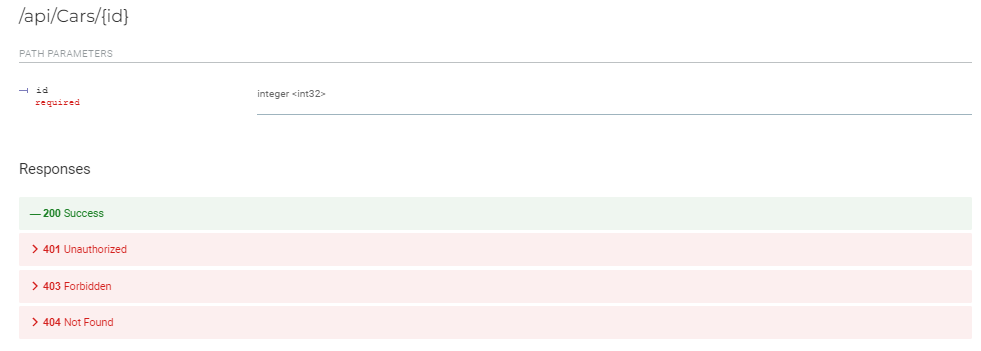 /api/Cars/{id}
PATH PARAMETERS
id
required
integer <int32>
Responses
200 Success
401 Unauthorized
403 Forbidden
404 Not Found